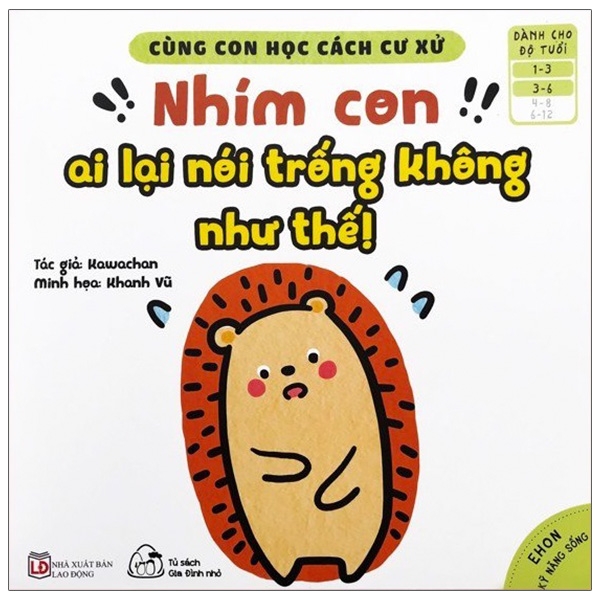 CÙNG CON HỌC CÁCH CƯ XỬ
DÀNH CHO
ĐỘ TUỔI
1-3
3-6
4-8
6-12
Nhím con
ai lại nói trống không
như thế!
Tác giả: Kawachan
Minh họa: Khanh Vũ
LĐ
NHÀ XUẤT BẢN
LAO ĐỘNG
Tủ sách
Gia Đình nhỏ
EHON
KỸ NĂNG SỐNG